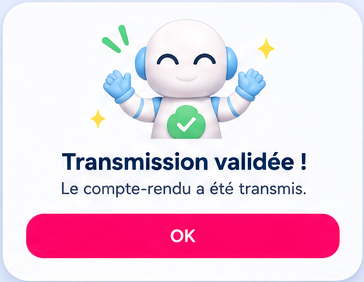 Transmission validée !
Le compte-rendu a été transmis.
OK